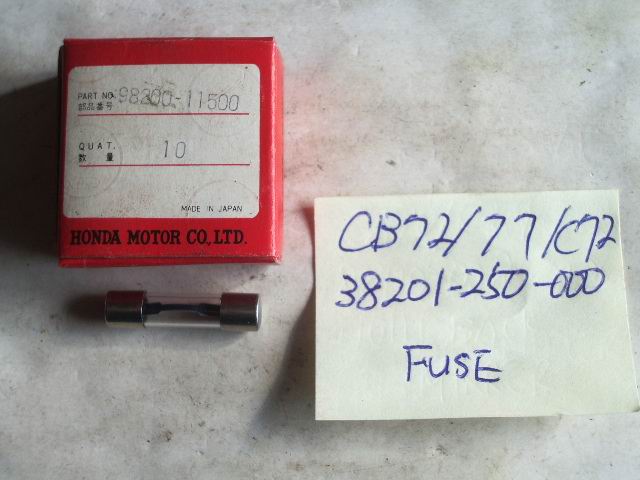 PART NO. 98200-11500
部品番号
QUAT. 10
数量
MADE IN JAPAN
HONDA MOTOR CO., LTD.
CB72/77/C72
38201-250-000
FUSE